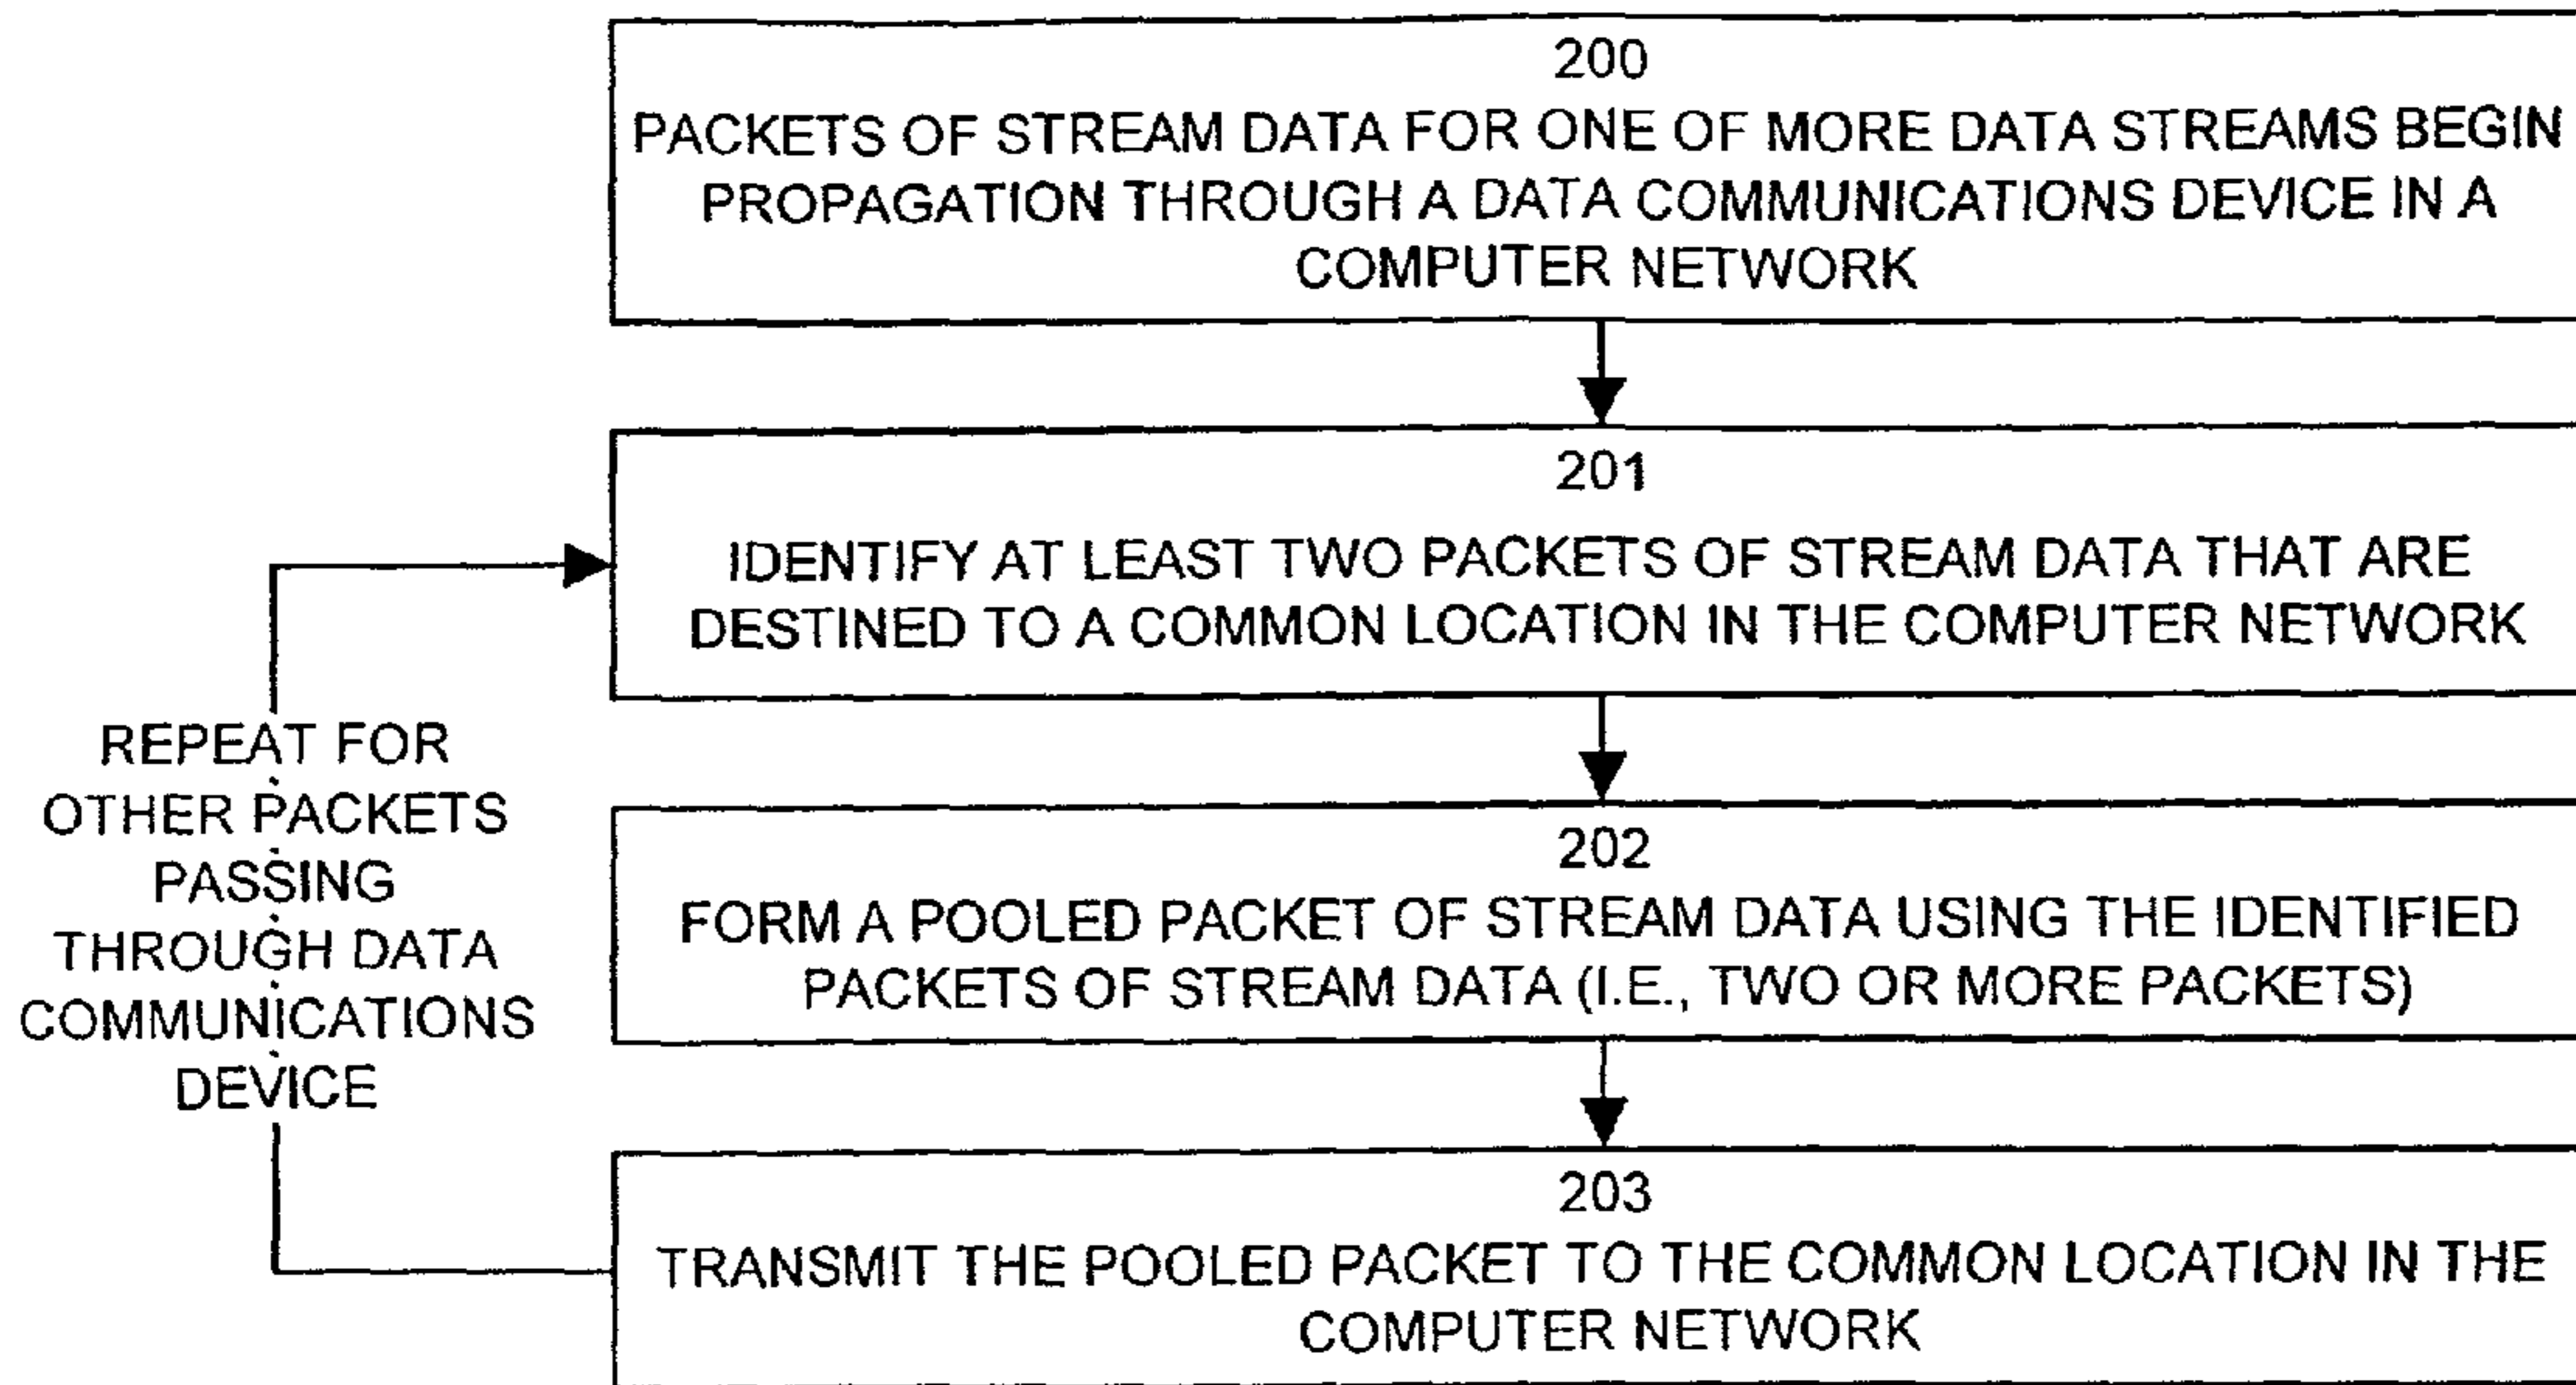 200
PACKETS OF STREAM DATA FOR ONE OF MORE DATA STREAMS BEGIN
PROPAGATION THROUGH A DATA COMMUNICATIONS DEVICE IN A
COMPUTER NETWORK
201
IDENTIFY AT LEAST TWO PACKETS OF STREAM DATA THAT ARE
DESTINED TO A COMMON LOCATION IN THE COMPUTER NETWORK
REPEAT FOR
OTHER PACKETS
PASSING
THROUGH DATA
COMMUNICATIONS
DEVICE
202
FORM A POOLED PACKET OF STREAM DATA USING THE IDENTIFIED
PACKETS OF STREAM DATA (I.E., TWO OR MORE PACKETS)
203
TRANSMIT THE POOLED PACKET TO THE COMMON LOCATION IN THE
COMPUTER NETWORK